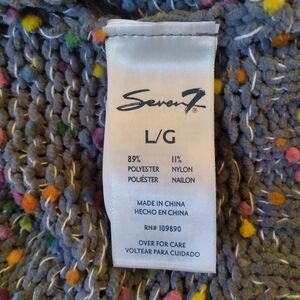 Seven7®
L/G
89% 11%
POLYESTER NYLON
POLIÉSTER NAILON
MADE IN CHINA
HECHO EN CHINA
RN# 109890
OVER FOR CARE
VOLTEAR PARA CUIDADO